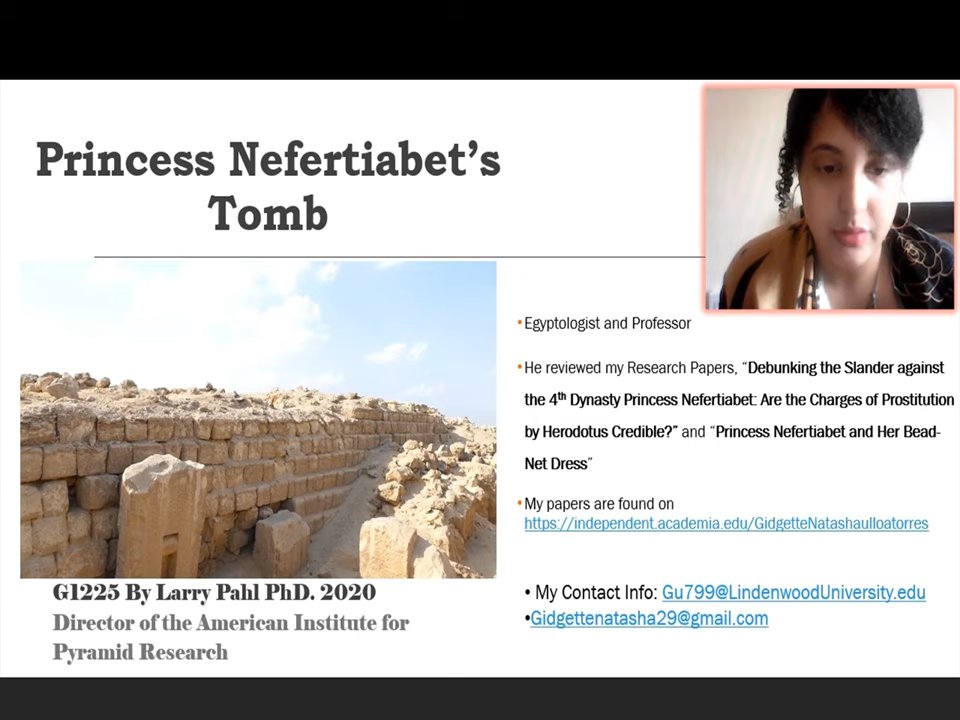 Princess Nefertiabet’s
Tomb
•Egyptologist and Professor
•He reviewed my Research Papers, “Debunking the Slander against
the 4th Dynasty Princess Nefertiabet: Are the Charges of Prostitution
by Herodotus Credible?” and “Princess Nefertiabet and Her Bead-
Net Dress”
•My papers are found on
https://independent.academia.edu/GidgetteNatashaulloatorres
• My Contact Info: Gu799@LindenwoodUniversity.edu
•Gidgettenatasha29@gmail.com
G1225 By Larry Pahl PhD. 2020
Director of the American Institute for
Pyramid Research